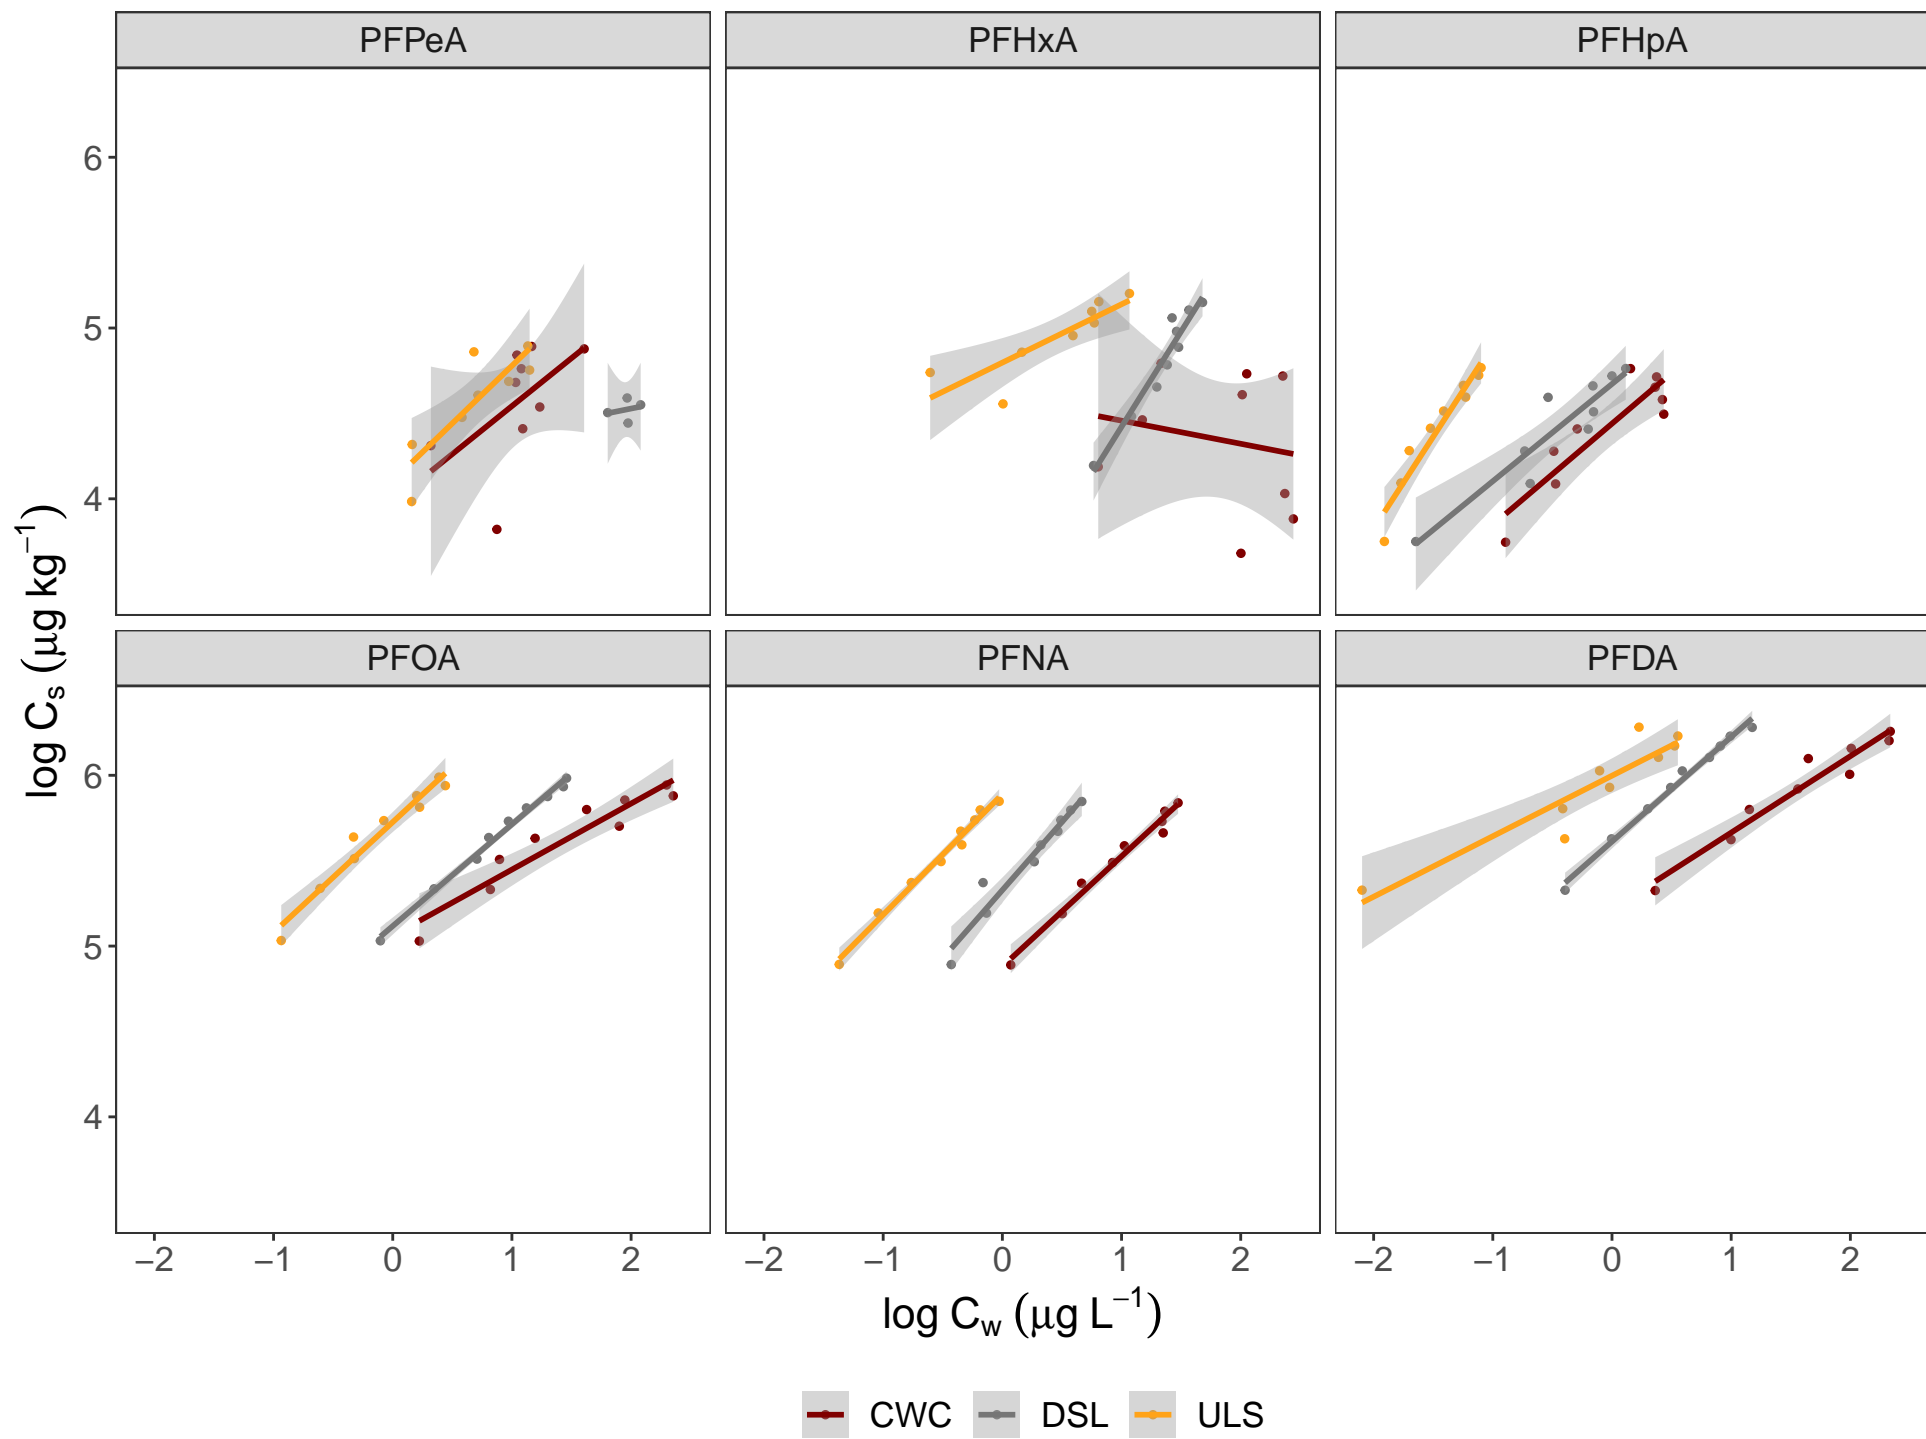 PFPeA PFHxA PFHpA
6
5
4
log Cₛ (μg kg⁻¹)
PFOA PFNA PFDA
6
5
4
−2 −1 0 1 2 −2 −1 0 1 2 −2 −1 0 1 2
log C_w (μg L⁻¹)
CWC DSL ULS